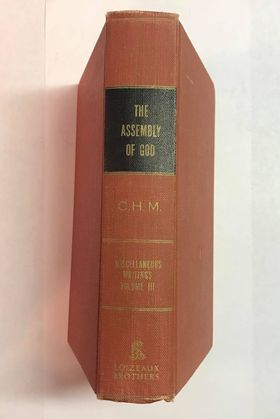 THE
ASSEMBLY
OF GOD
C.H.M.
MISCELLANEOUS
WRITINGS
VOLUME III
LOIZEAUX
BROTHERS